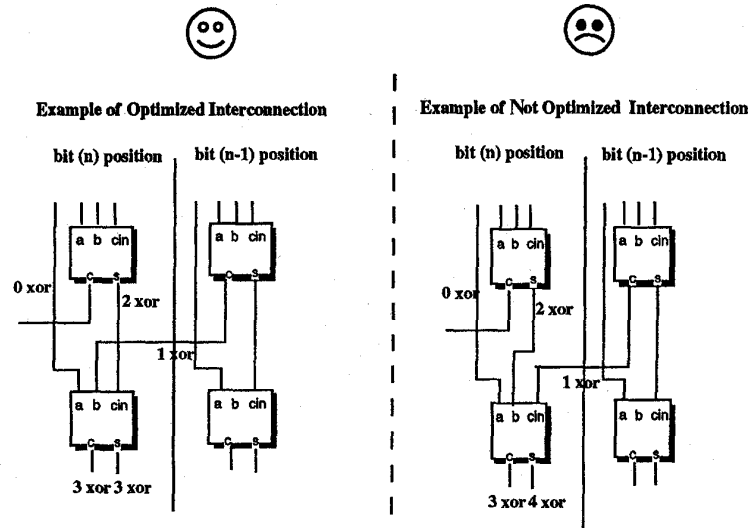 Example of Optimized Interconnection
bit (n) position
bit (n-1) position
a b cin
c s
a b cin
c s
0 xor
2 xor
1 xor
a b cin
c s
a b cin
c s
3 xor 3 xor
Example of Not Optimized Interconnection
bit (n) position
bit (n-1) position
a b cin
c s
a b cin
c s
0 xor
2 xor
1 xor
a b cin
c s
a b cin
c s
3 xor 4 xor